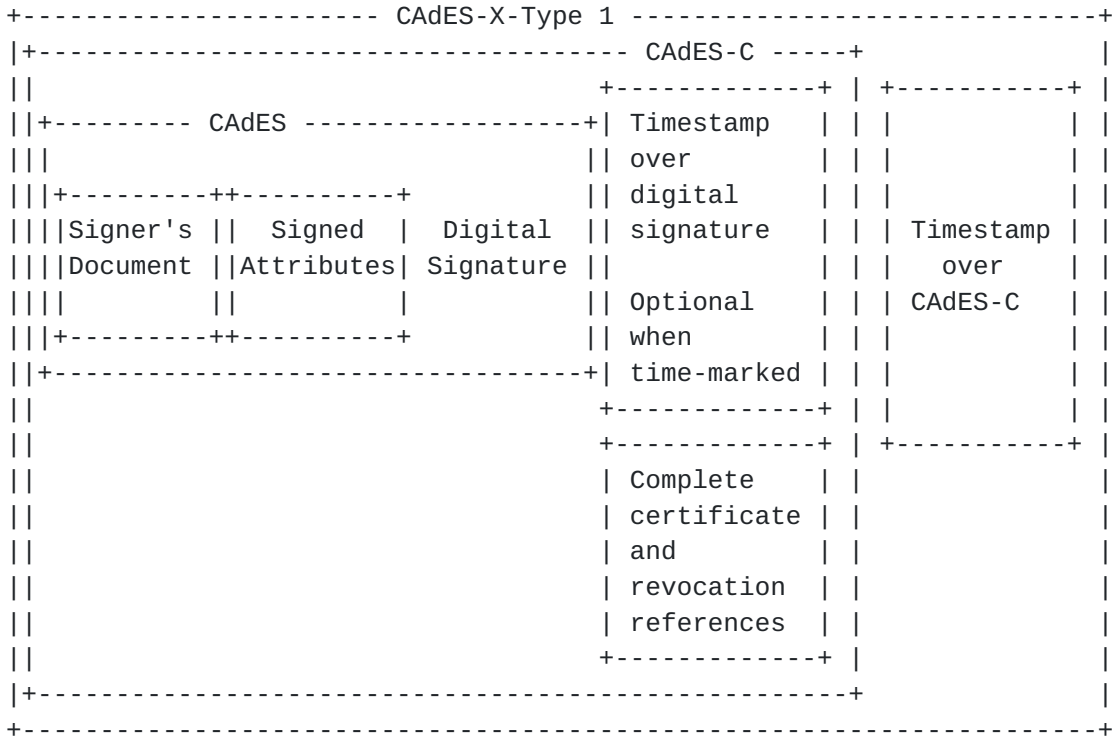 CAdES-X-Type 1
CAdES-C
CAdES
Timestamp
over
digital
signature
Optional
when
time-marked
Signer's
Document
Signed
Attributes
Digital
Signature
Timestamp
over
CAdES-C
Complete
certificate
and
revocation
references